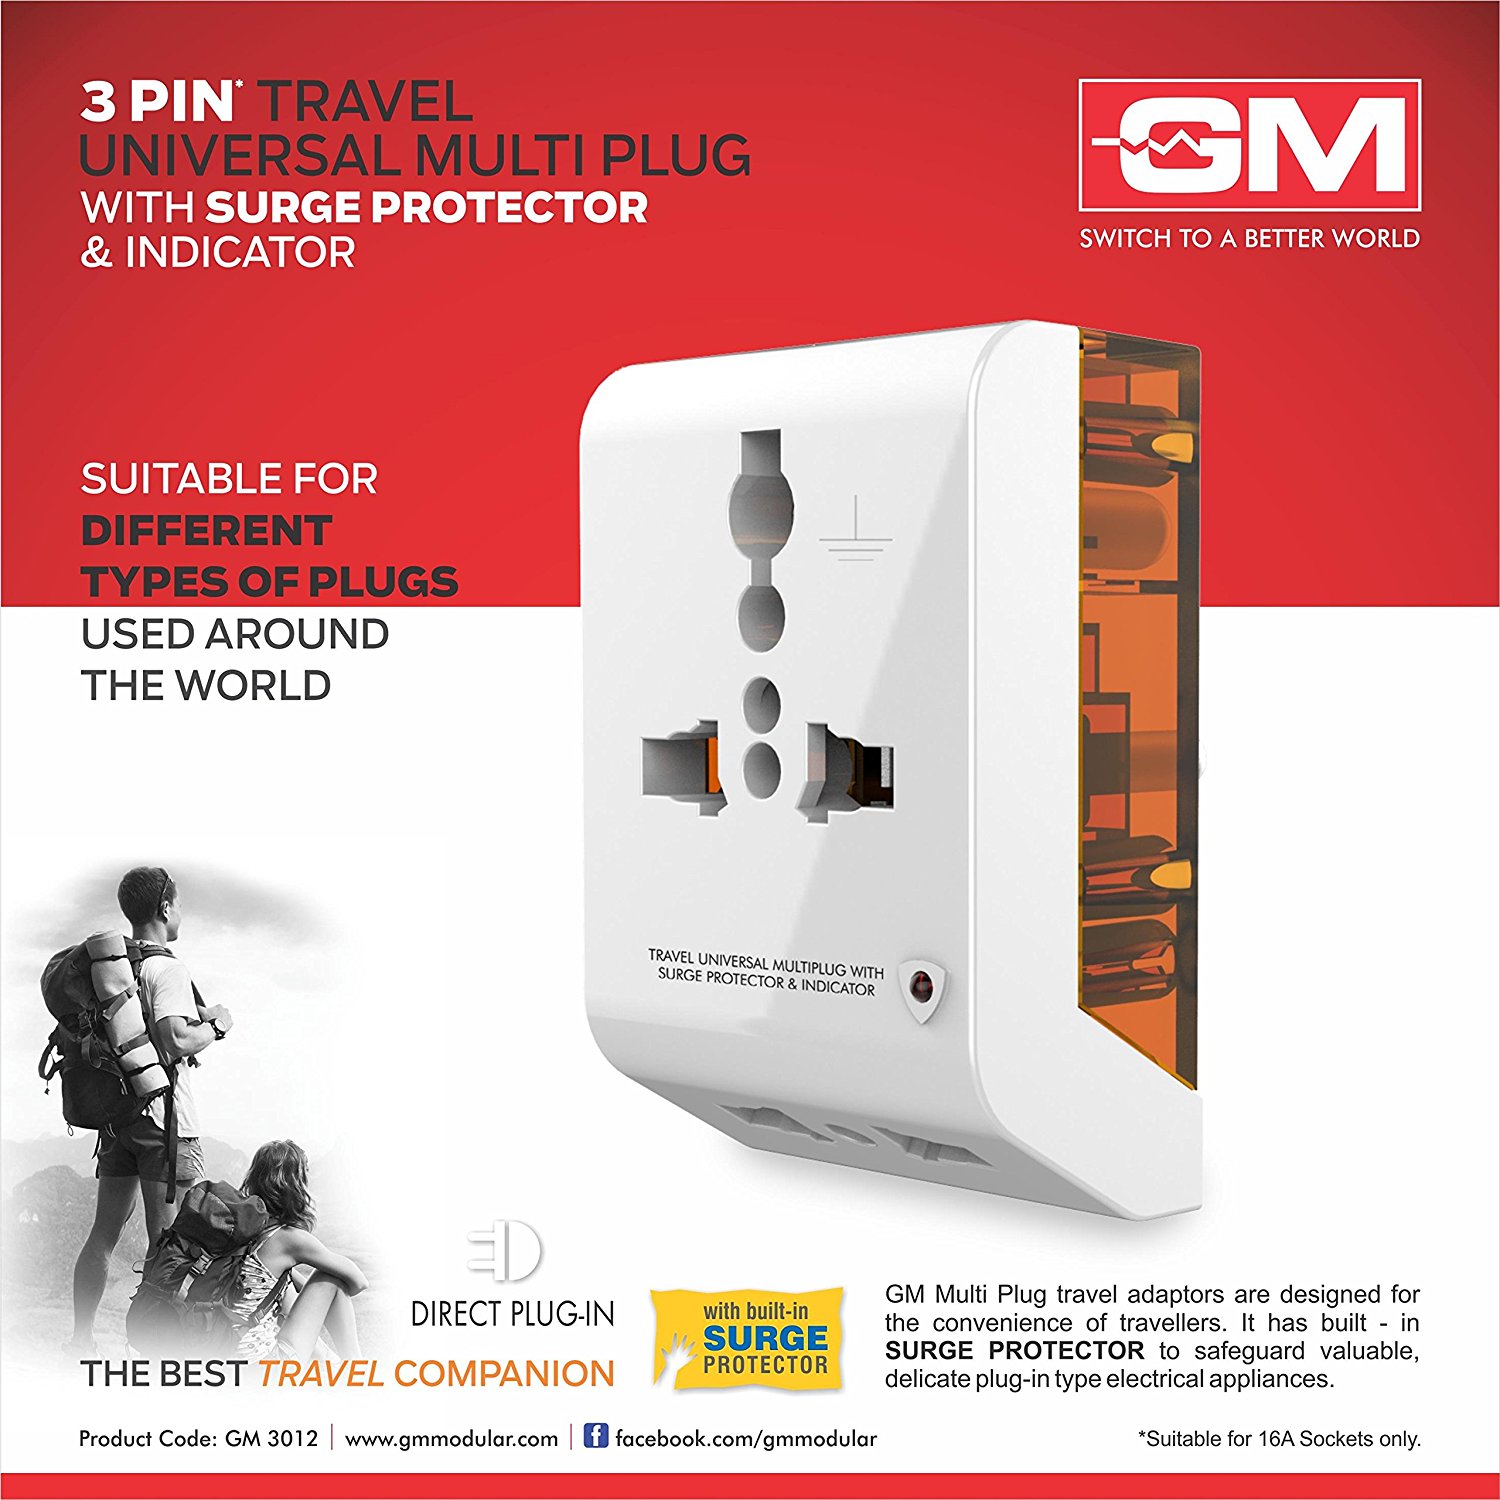 3 PIN* TRAVEL
UNIVERSAL MULTI PLUG
WITH SURGE PROTECTOR
& INDICATOR
GM
SWITCH TO A BETTER WORLD
SUITABLE FOR
DIFFERENT
TYPES OF PLUGS
USED AROUND
THE WORLD
TRAVEL UNIVERSAL MULTIPLUG WITH
SURGE PROTECTOR & INDICATOR
DIRECT PLUG-IN
THE BEST TRAVEL COMPANION
with built-in
SURGE
PROTECTOR
GM Multi Plug travel adaptors are designed for
the convenience of travellers. It has built - in
SURGE PROTECTOR to safeguard valuable,
delicate plug-in type electrical appliances.
Product Code: GM 3012 | www.gmmodular.com | f facebook.com/gmmodular
*Suitable for 16A Sockets only.